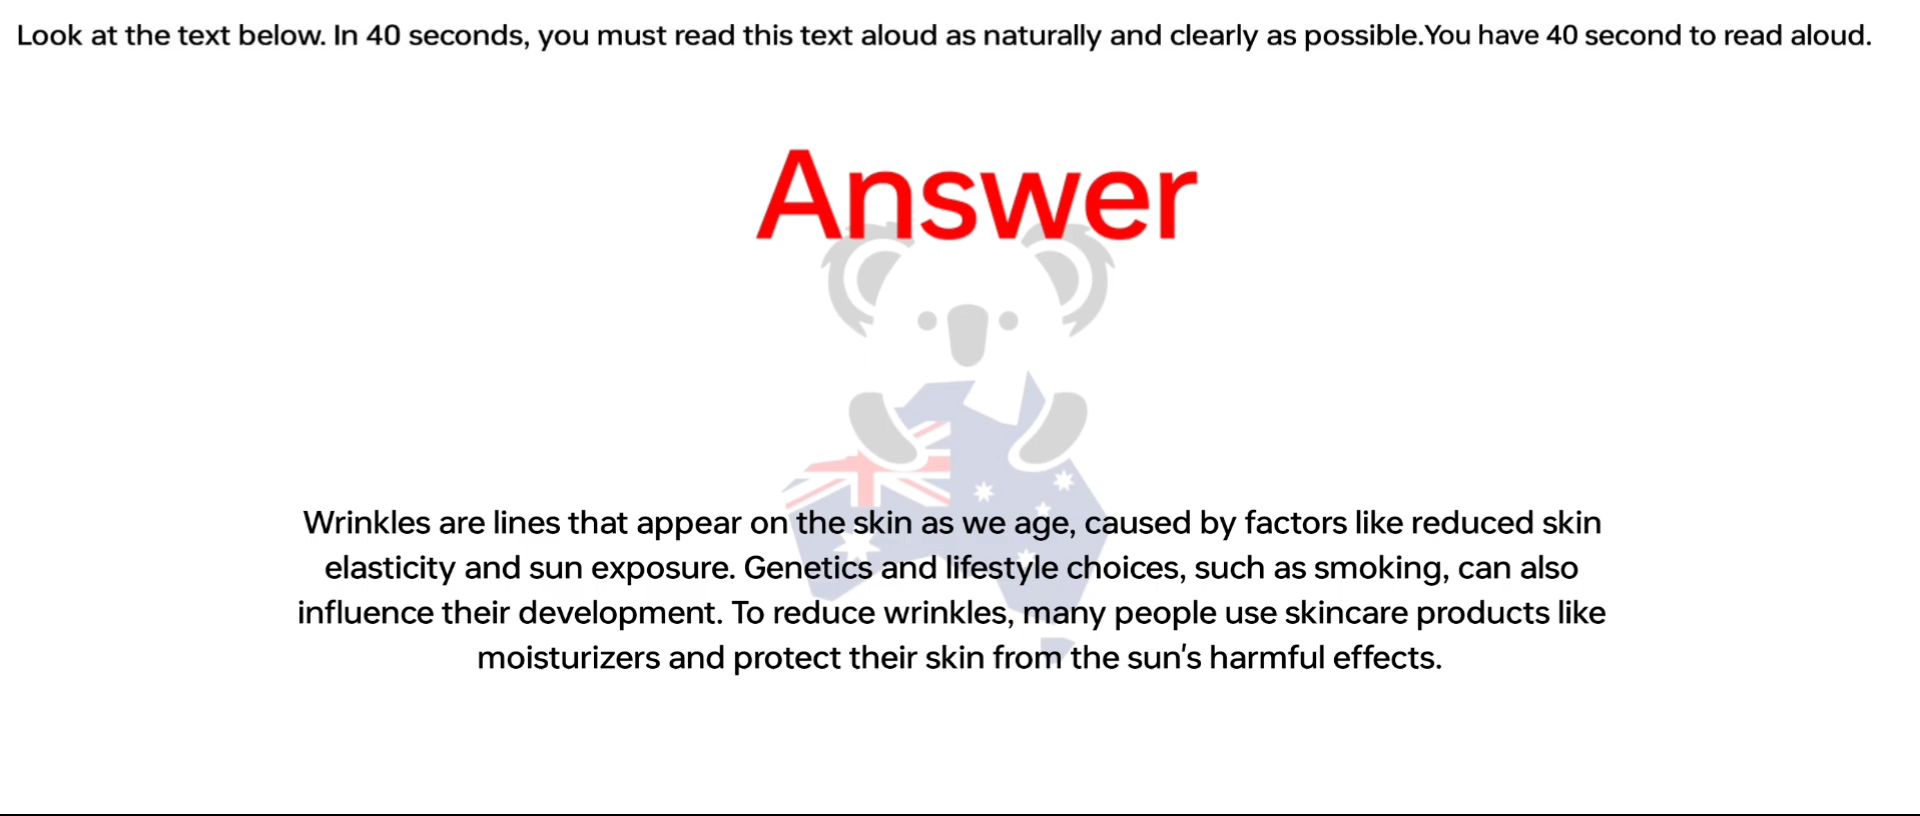 Look at the text below. In 40 seconds, you must read this text aloud as naturally and clearly as possible.You have 40 second to read aloud.
Answer
Wrinkles are lines that appear on the skin as we age, caused by factors like reduced skin
elasticity and sun exposure. Genetics and lifestyle choices, such as smoking, can also
influence their development. To reduce wrinkles, many people use skincare products like
moisturizers and protect their skin from the sun's harmful effects.